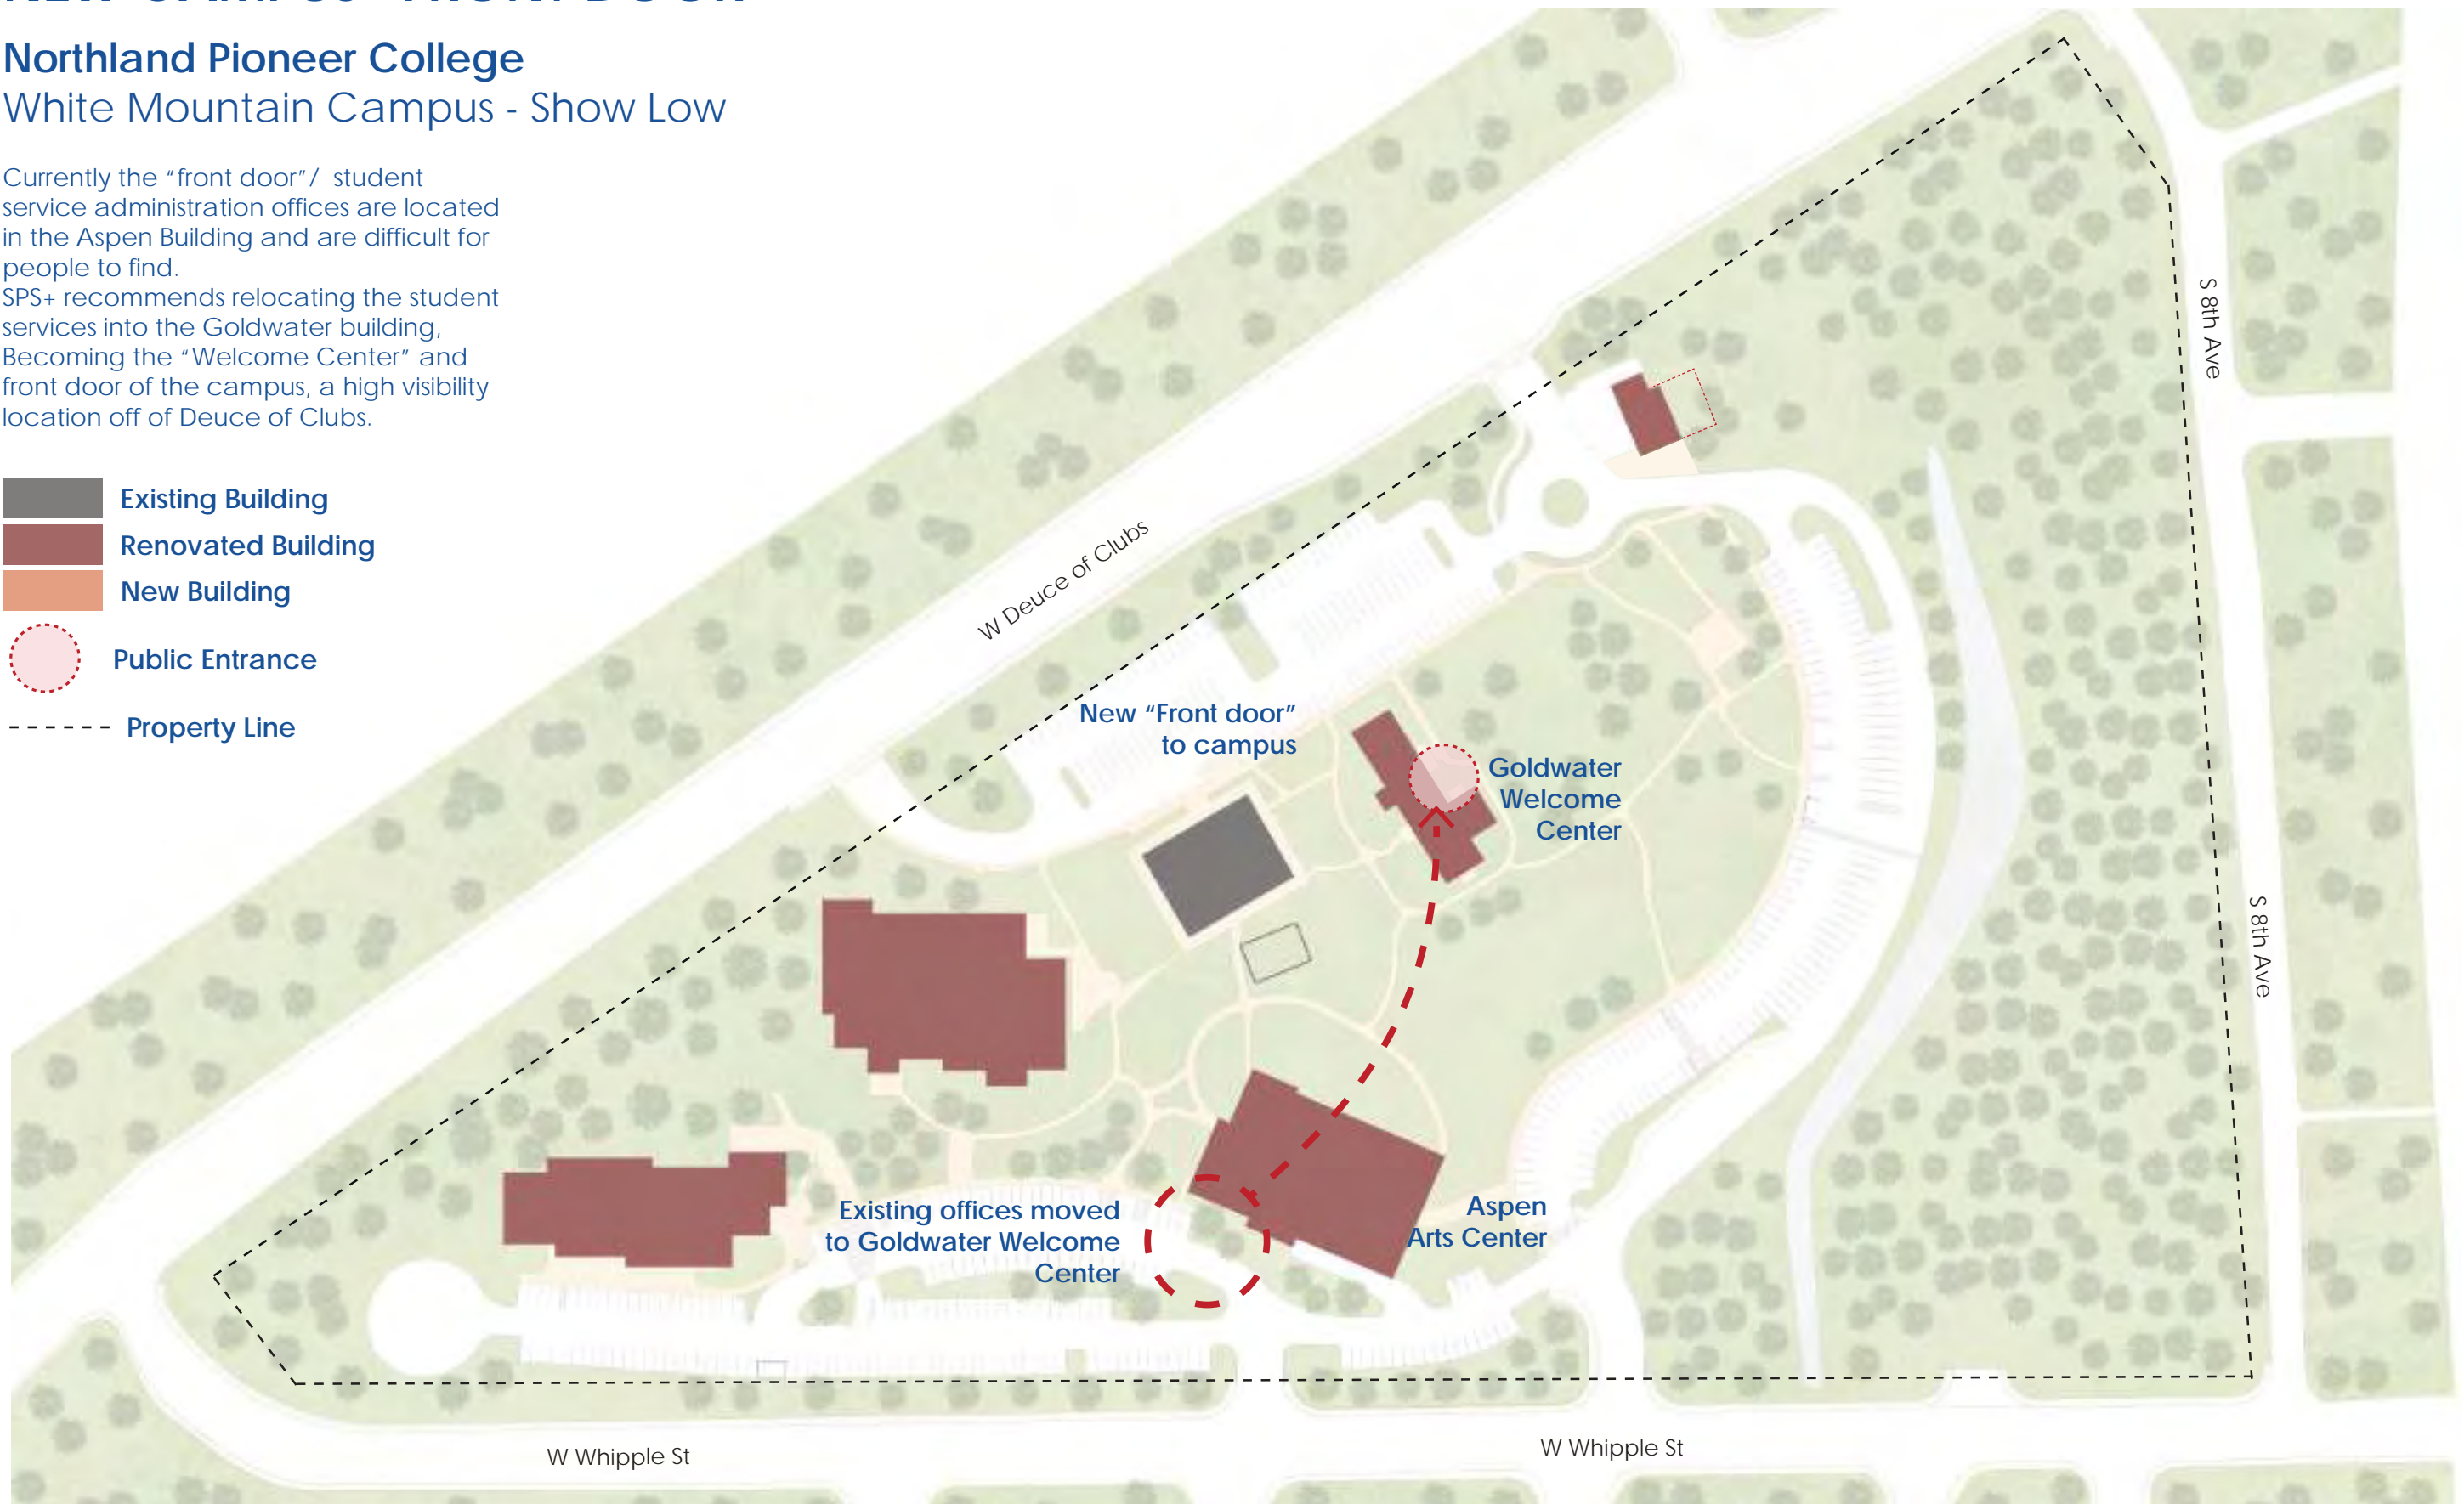 Northland Pioneer College
White Mountain Campus - Show Low
Currently the “front door”/ student
service administration offices are located
in the Aspen Building and are difficult for
people to find.
SPS+ recommends relocating the student
services into the Goldwater building,
Becoming the “Welcome Center” and
front door of the campus, a high visibility
location off of Deuce of Clubs.
Existing Building
Renovated Building
New Building
Public Entrance
Property Line
W Deuce of Clubs
S 8th Ave
New “Front door”
to campus
Goldwater
Welcome
Center
S 8th Ave
Existing offices moved
to Goldwater Welcome
Center
Aspen
Arts Center
W Whipple St
W Whipple St